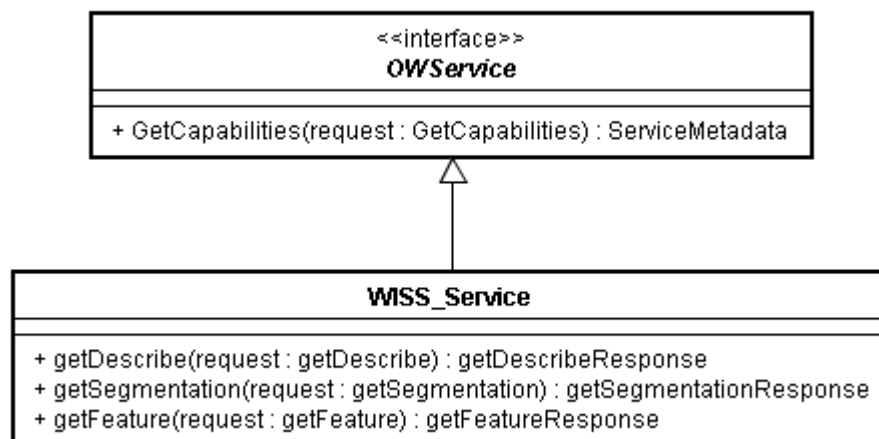 <<interface>>
OWService
+ GetCapabilities(request : GetCapabilities) : ServiceMetadata
WISS_Service
+ getDescribe(request : getDescribe) : getDescribeResponse
+ getSegmentation(request : getSegmentation) : getSegmentationResponse
+ getFeature(request : getFeature) : getFeatureResponse